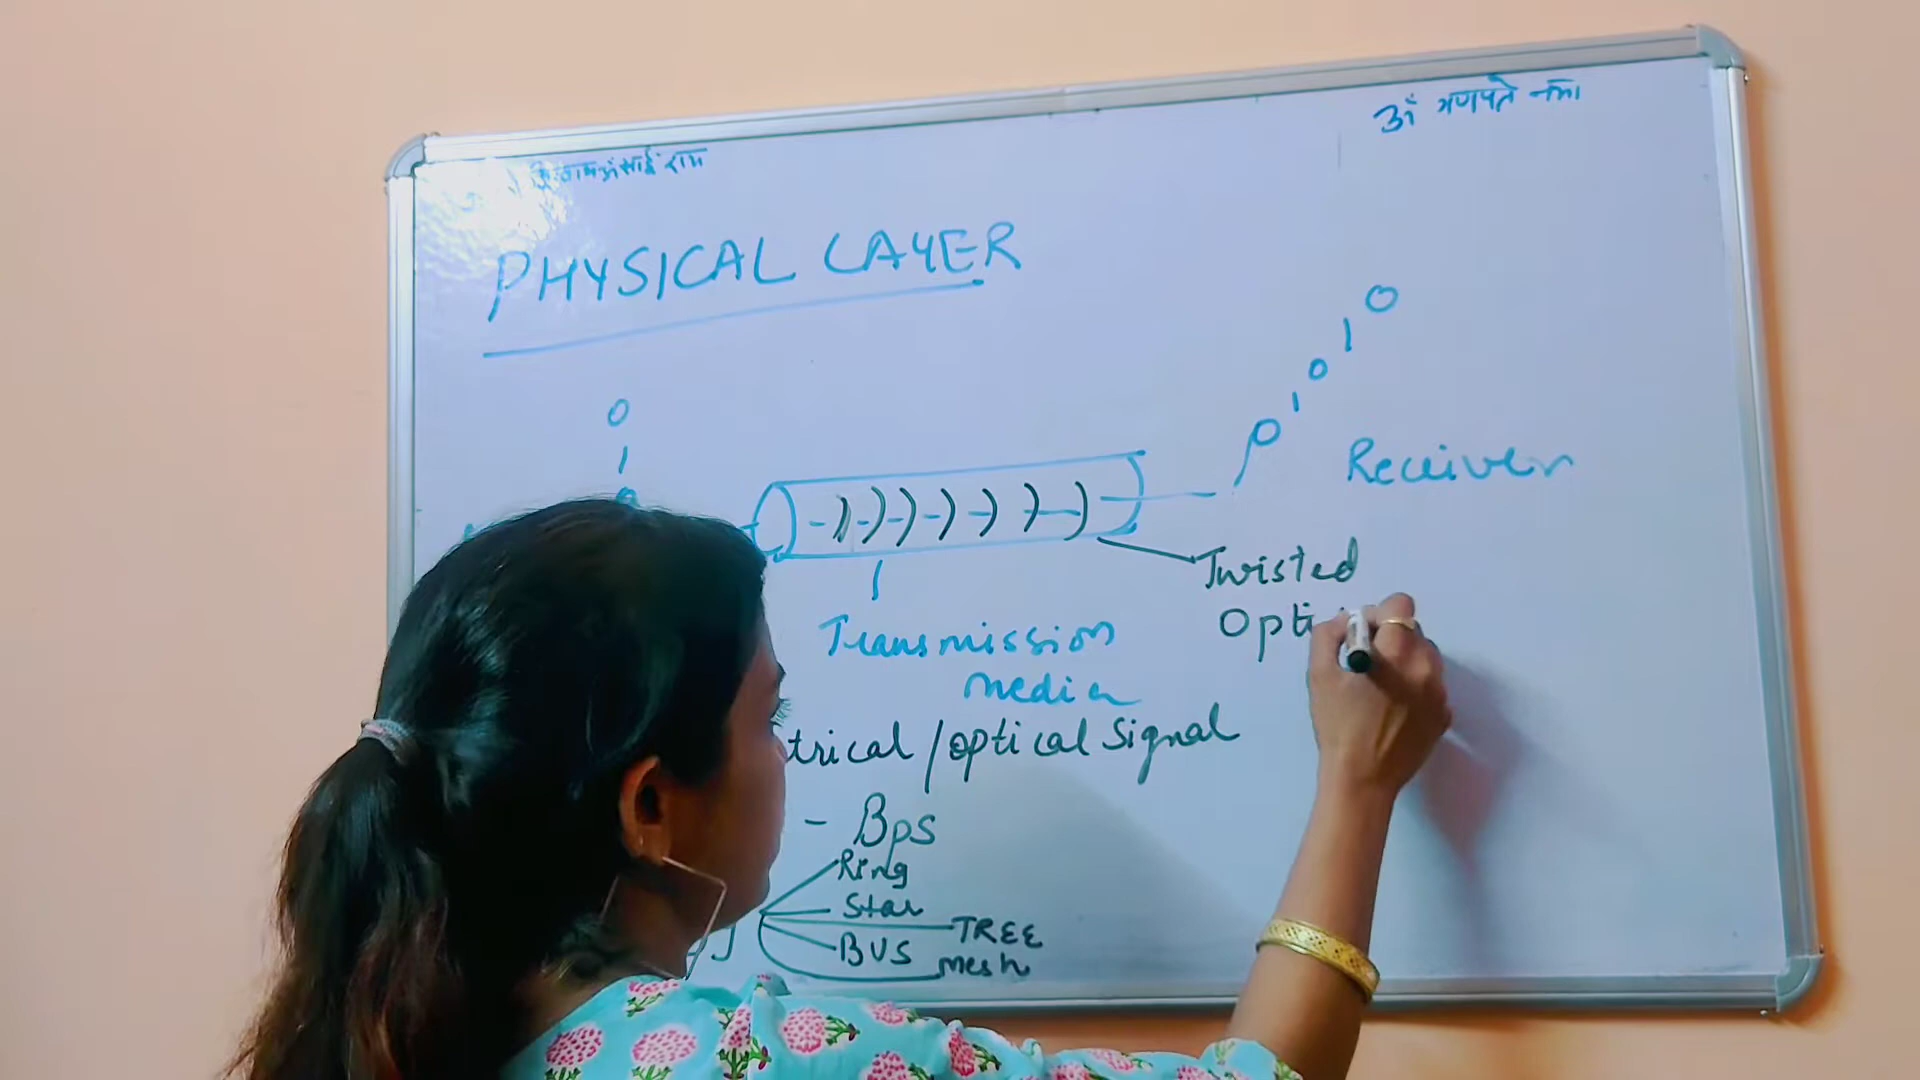 ॐ गणपते नमः
साई राम
PHYSICAL LAYER
0
1
0
1
0
1
0
Receiver
Twisted
Opti
Transmission
media
trical / optical Signal
- Bps
Ring
Star
TREE
BUS
mesh